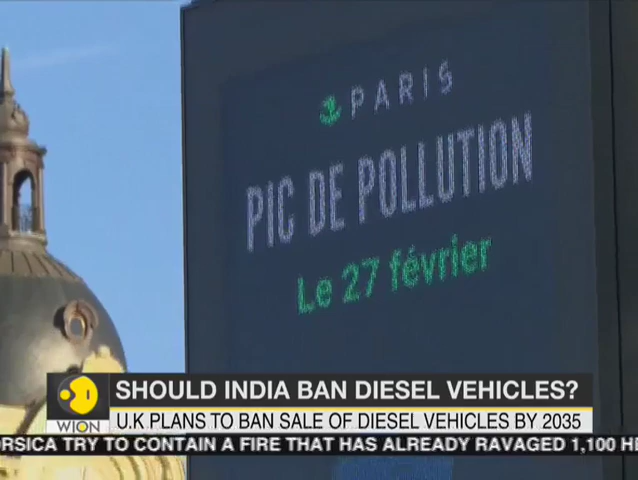 PARIS
PIC DE POLLUTION
Le 27 février
SHOULD INDIA BAN DIESEL VEHICLES?
WION
U.K PLANS TO BAN SALE OF DIESEL VEHICLES BY 2035
TRY TO CONTAIN A FIRE THAT HAS ALREADY RAVAGED 1,100